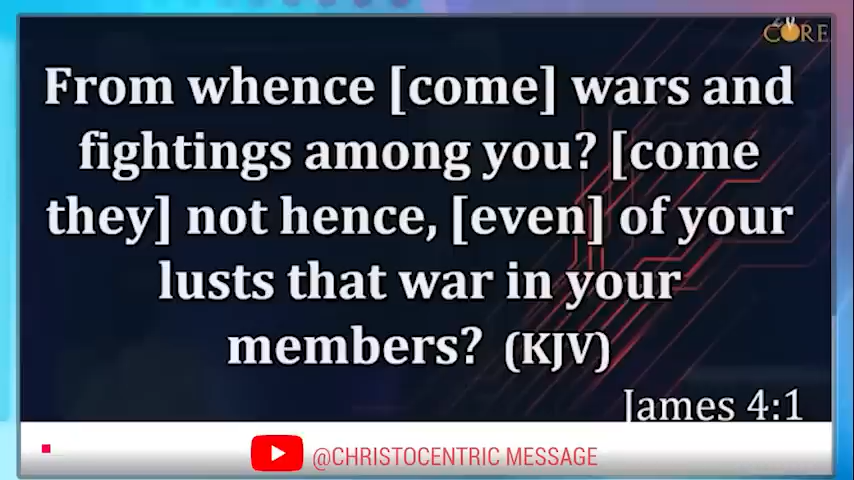 CORE
From whence [come] wars and
fightings among you? [come
they] not hence, [even] of your
lusts that war in your
members? (KJV)
James 4:1
@CHRISTOCENTRIC MESSAGE